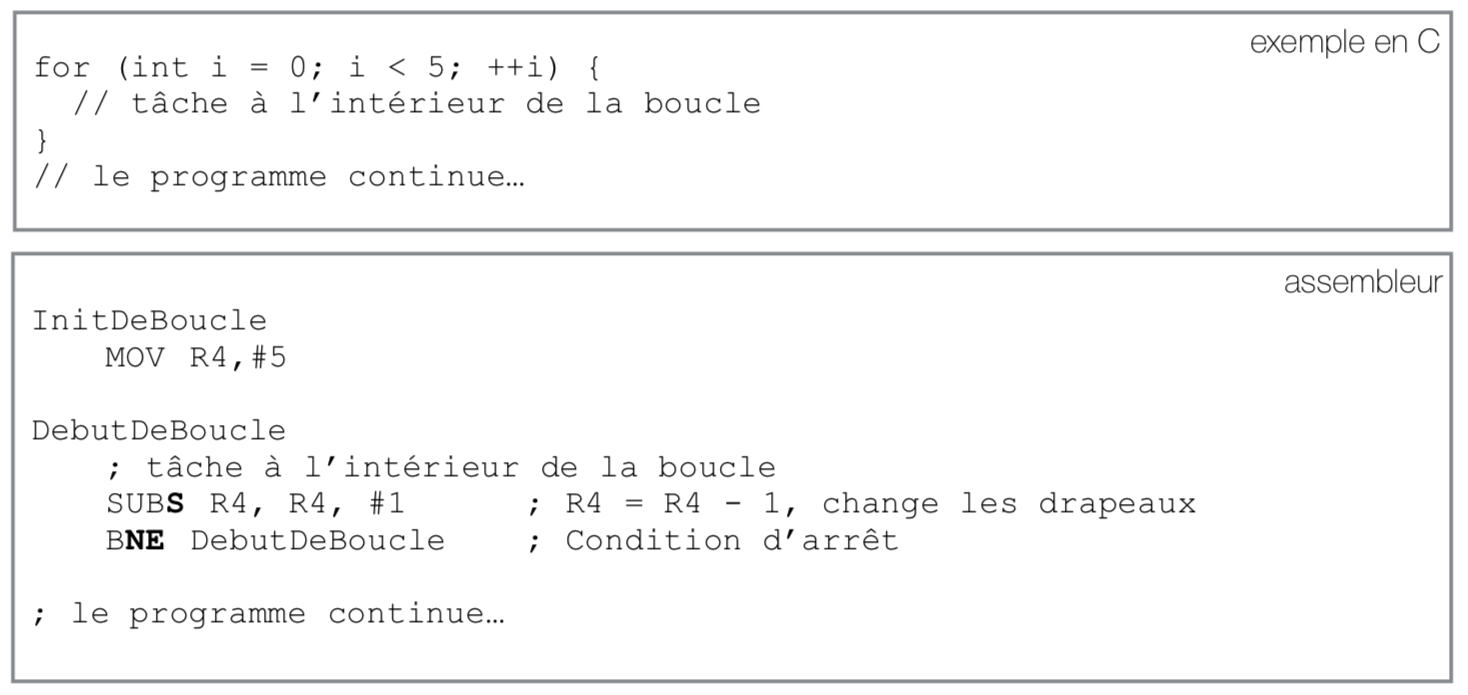 exemple en C
for (int i = 0; i < 5; ++i) {
// tâche à l’intérieur de la boucle
}
// le programme continue…
assembleur
InitDeBoucle
MOV R4,#5
DebutDeBoucle
; tâche à l’intérieur de la boucle
SUBS R4, R4, #1 ; R4 = R4 - 1, change les drapeaux
BNE DebutDeBoucle ; Condition d’arrêt
; le programme continue…